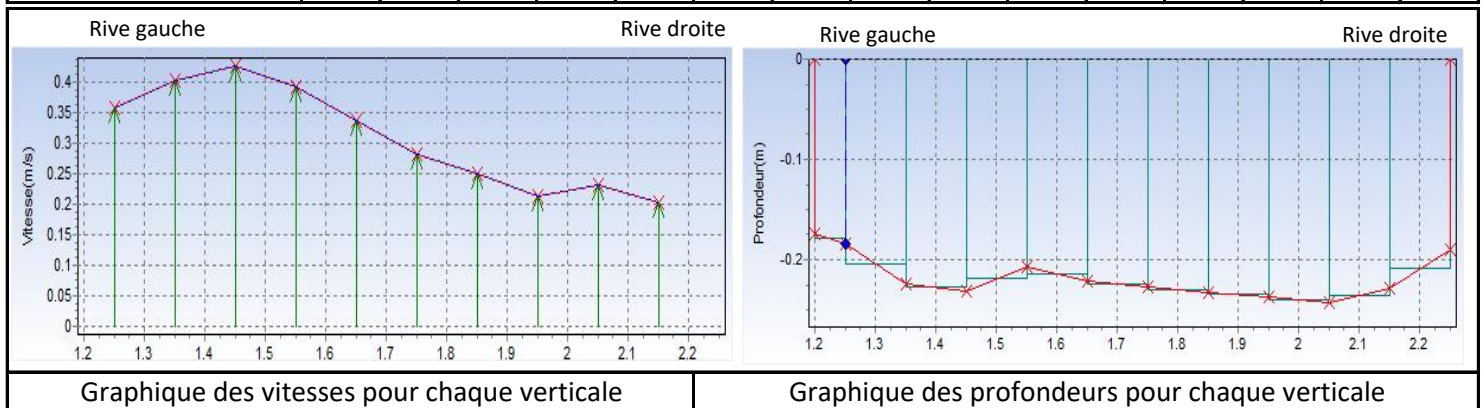 Rive gauche
Rive droite
Vitesse(m/s)
0.4
0.35
0.3
0.25
0.2
0.15
0.1
0.05
0
1.2 1.3 1.4 1.5 1.6 1.7 1.8 1.9 2 2.1 2.2
Rive gauche
Rive droite
Profondeur(m)
0
-0.1
-0.2
1.2 1.3 1.4 1.5 1.6 1.7 1.8 1.9 2 2.1 2.2
Graphique des vitesses pour chaque verticale
Graphique des profondeurs pour chaque verticale